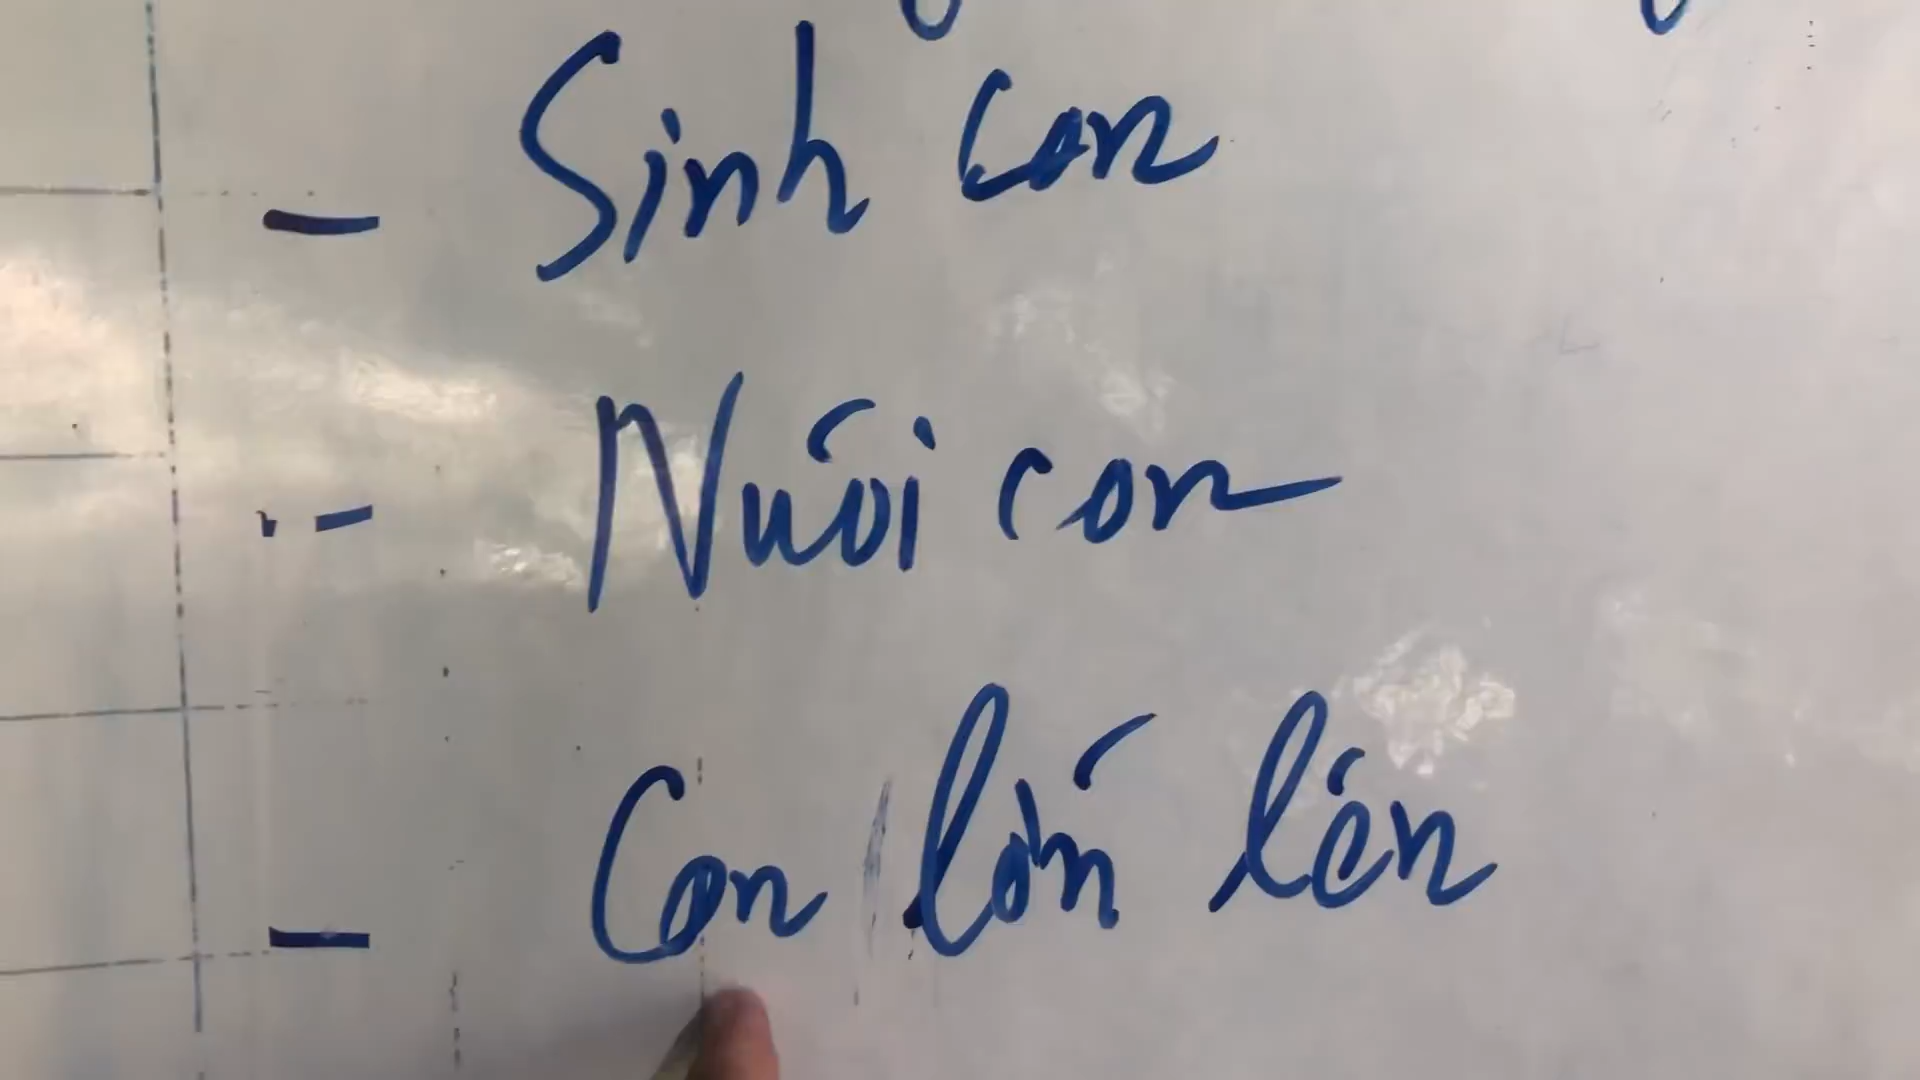 - Sinh con
- Nuôi con
- Con lớn lên